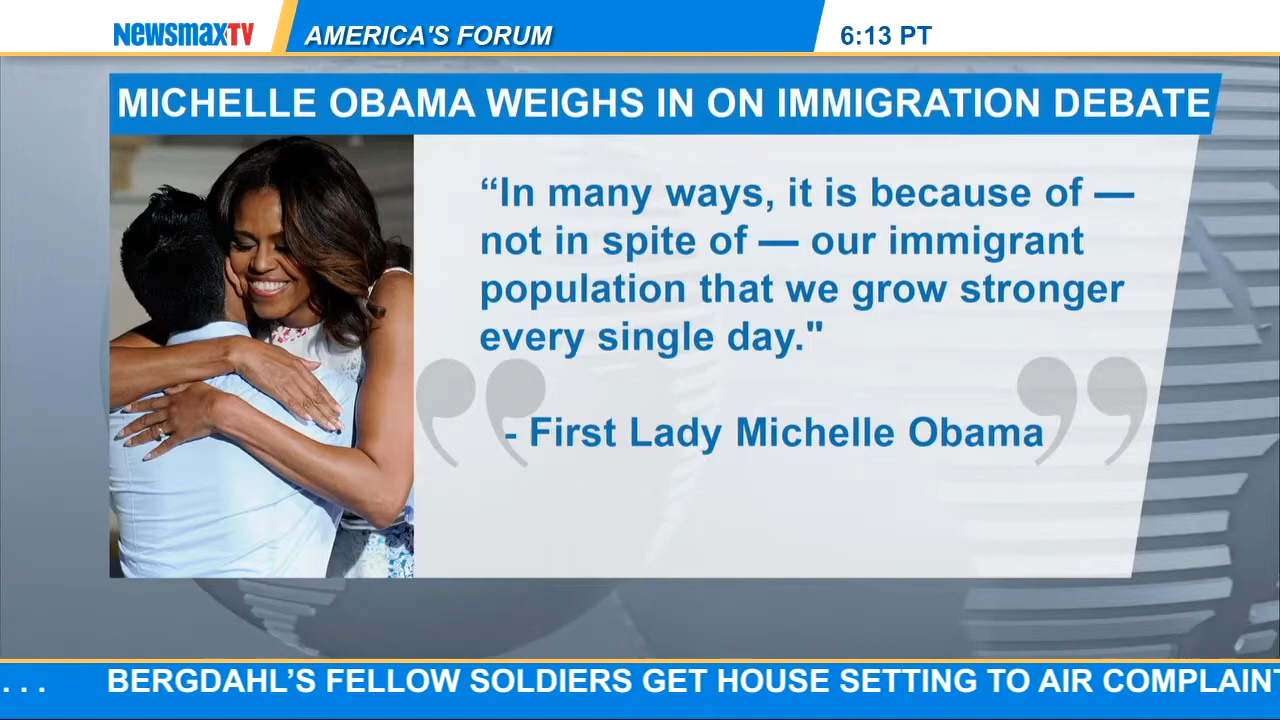 NEWSMAXTV
AMERICA'S FORUM
6:13 PT
MICHELLE OBAMA WEIGHS IN ON IMMIGRATION DEBATE
“In many ways, it is because of —
not in spite of — our immigrant
population that we grow stronger
every single day."
- First Lady Michelle Obama
. . . BERGDAHL’S FELLOW SOLDIERS GET HOUSE SETTING TO AIR COMPLAINT